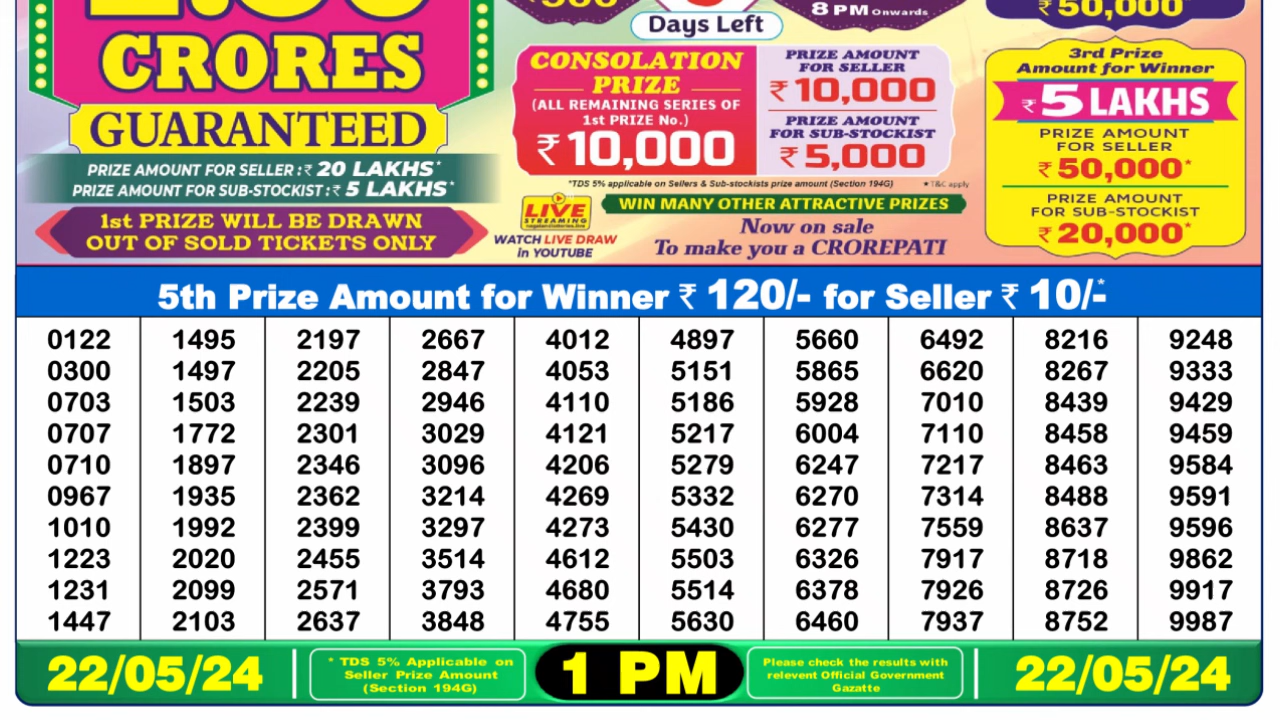 CRORES
GUARANTEED
PRIZE AMOUNT FOR SELLER :₹ 20 LAKHS*
PRIZE AMOUNT FOR SUB-STOCKIST :₹ 5 LAKHS*
1st PRIZE WILL BE DRAWN
OUT OF SOLD TICKETS ONLY
Days Left
8 PM Onwards
₹ 50,000*
CONSOLATION
PRIZE
(ALL REMAINING SERIES OF
1st PRIZE No.)
₹ 10,000
PRIZE AMOUNT
FOR SELLER
₹ 10,000
PRIZE AMOUNT
FOR SUB-STOCKIST
₹ 5,000
*TDS 5% applicable on Sellers & Sub-stockists prize amount (Section 194G)
★ T&C apply
LIVE
STREAMING
WATCH LIVE DRAW
in YOUTUBE
WIN MANY OTHER ATTRACTIVE PRIZES
Now on sale
To make you a CROREPATI
3rd Prize
Amount for Winner
₹ 5 LAKHS
PRIZE AMOUNT
FOR SELLER
₹ 50,000*
PRIZE AMOUNT
FOR SUB-STOCKIST
₹ 20,000*
5th Prize Amount for Winner ₹ 120/- for Seller ₹ 10/-*
0122 1495 2197 2667 4012 4897 5660 6492 8216 9248
0300 1497 2205 2847 4053 5151 5865 6620 8267 9333
0703 1503 2239 2946 4110 5186 5928 7010 8439 9429
0707 1772 2301 3029 4121 5217 6004 7110 8458 9459
0710 1897 2346 3096 4206 5279 6247 7217 8463 9584
0967 1935 2362 3214 4269 5332 6270 7314 8488 9591
1010 1992 2399 3297 4273 5430 6277 7559 8637 9596
1223 2020 2455 3514 4612 5503 6326 7917 8718 9862
1231 2099 2571 3793 4680 5514 6378 7926 8726 9917
1447 2103 2637 3848 4755 5630 6460 7937 8752 9987
22/05/24
* TDS 5% Applicable on
Seller Prize Amount
(Section 194G)
1 PM
Please check the results with
relevent Official Government
Gazatte
22/05/24